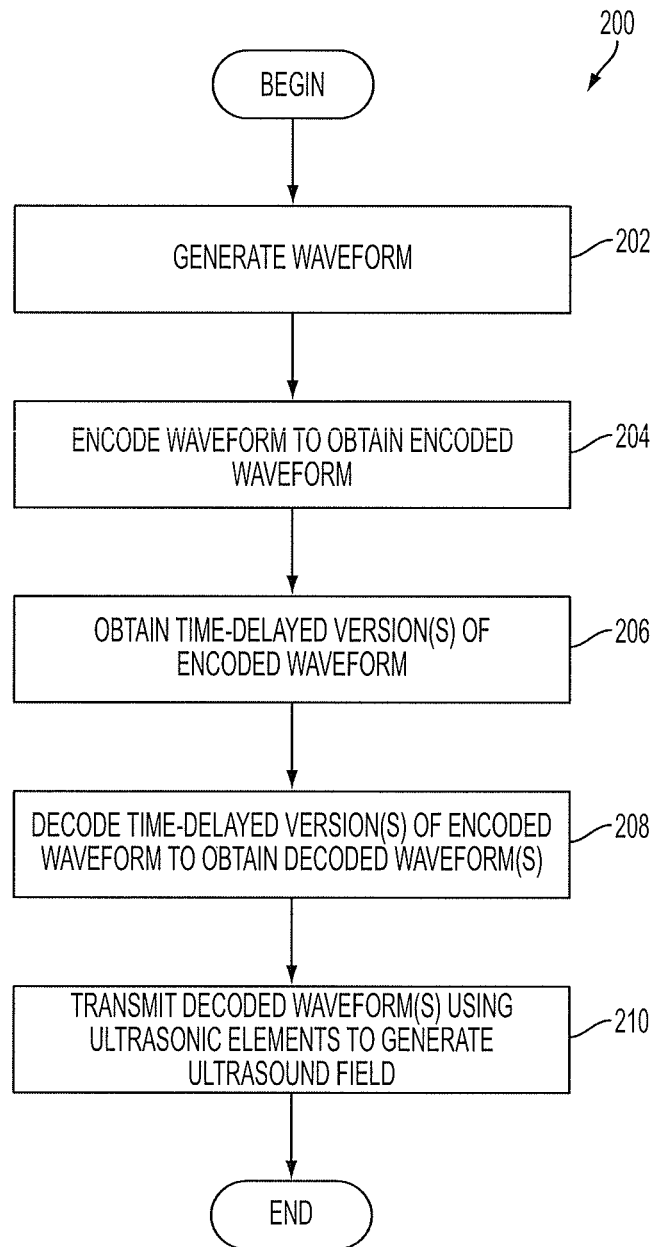 200
BEGIN
GENERATE WAVEFORM
202
ENCODE WAVEFORM TO OBTAIN ENCODED
WAVEFORM
204
OBTAIN TIME-DELAYED VERSION(S) OF
ENCODED WAVEFORM
206
DECODE TIME-DELAYED VERSION(S) OF ENCODED
WAVEFORM TO OBTAIN DECODED WAVEFORM(S)
208
TRANSMIT DECODED WAVEFORM(S) USING
ULTRASONIC ELEMENTS TO GENERATE
ULTRASOUND FIELD
210
END